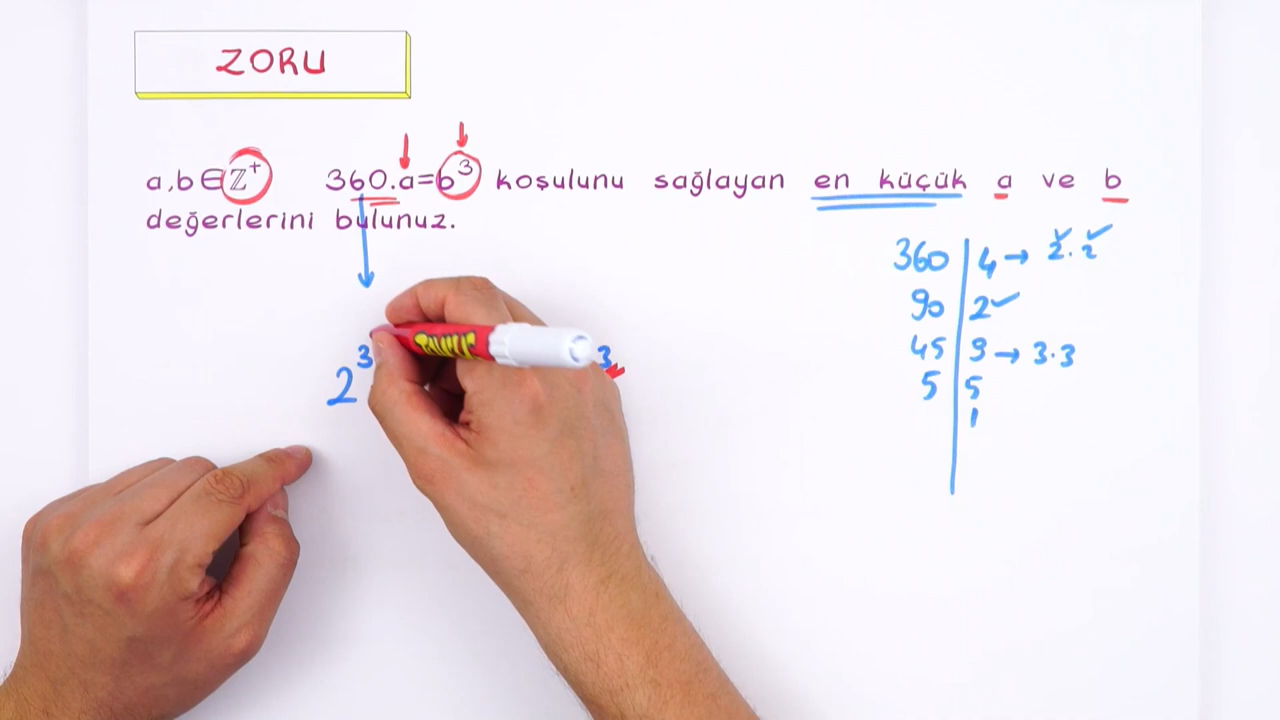 ZORU
a,b∈ℤ⁺ 360.a=b³ koşulunu sağlayan en küçük a ve b
değerlerini bulunuz.
360 | 4 → 2.2
90 | 2
45 | 9 → 3.3
5 | 5
1
2³
3